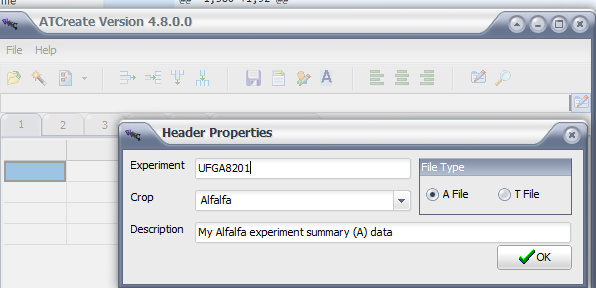 ATCreate Version 4.8.0.0
File Help
A
1 2 3 4
Header Properties
Experiment UFGA8201 File Type
A File T File
Crop Alfalfa
Description My Alfalfa experiment summary (A) data
OK